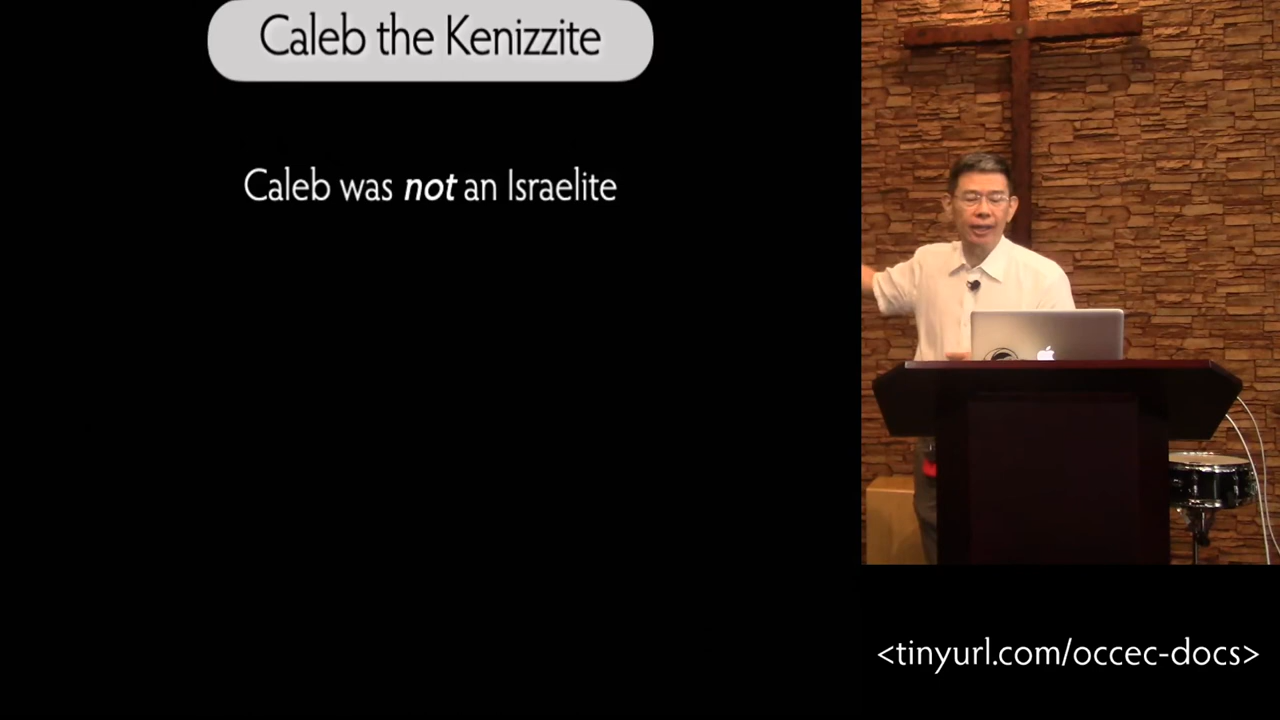 Caleb the Kenizzite
Caleb was not an Israelite
<tinyurl.com/occec-docs>